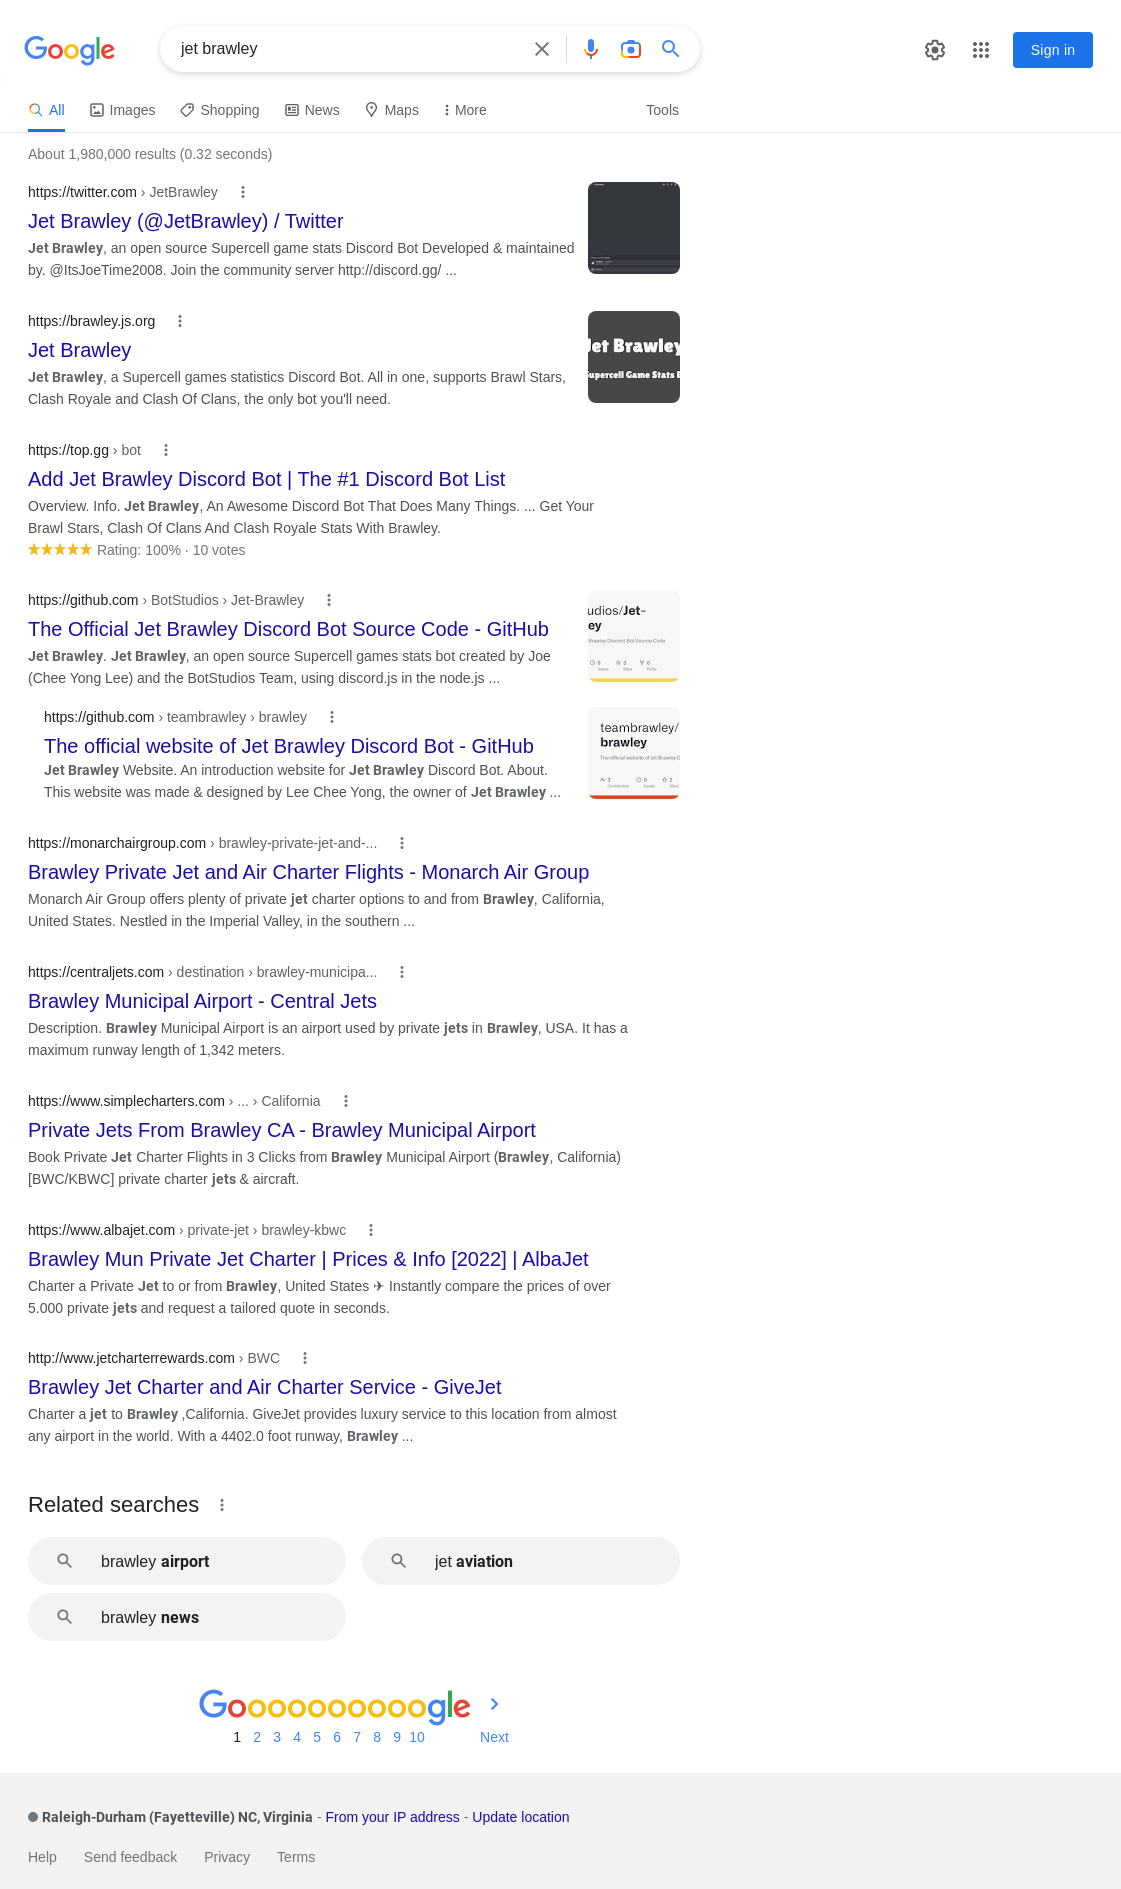 Google
jet brawley
Sign in
All
Images
Shopping
News
Maps
More
Tools
About 1,980,000 results (0.32 seconds)
https://twitter.com › JetBrawley
Jet Brawley (@JetBrawley) / Twitter
Jet Brawley, an open source Supercell game stats Discord Bot Developed & maintained
by. @ItsJoeTime2008. Join the community server http://discord.gg/ ...
https://brawley.js.org
Jet Brawley
Jet Brawley, a Supercell games statistics Discord Bot. All in one, supports Brawl Stars,
Clash Royale and Clash Of Clans, the only bot you'll need.
Jet Brawley
Supercell Game Stats
https://top.gg › bot
Add Jet Brawley Discord Bot | The #1 Discord Bot List
Overview. Info. Jet Brawley, An Awesome Discord Bot That Does Many Things. ... Get Your
Brawl Stars, Clash Of Clans And Clash Royale Stats With Brawley.
Rating: 100% · 10 votes
https://github.com › BotStudios › Jet-Brawley
The Official Jet Brawley Discord Bot Source Code - GitHub
Jet Brawley. Jet Brawley, an open source Supercell games stats bot created by Joe
(Chee Yong Lee) and the BotStudios Team, using discord.js in the node.js ...
udios/Jet-
ey
Brawley Discord Bot Source Code
0 3 0
Issues Stars Forks
https://github.com › teambrawley › brawley
The official website of Jet Brawley Discord Bot - GitHub
Jet Brawley Website. An introduction website for Jet Brawley Discord Bot. About.
This website was made & designed by Lee Chee Yong, the owner of Jet Brawley ...
teambrawley/
brawley
The official website of Jet Brawley D
3 0 2
Contributors Issues Stars
https://monarchairgroup.com › brawley-private-jet-and-...
Brawley Private Jet and Air Charter Flights - Monarch Air Group
Monarch Air Group offers plenty of private jet charter options to and from Brawley, California,
United States. Nestled in the Imperial Valley, in the southern ...
https://centraljets.com › destination › brawley-municipa...
Brawley Municipal Airport - Central Jets
Description. Brawley Municipal Airport is an airport used by private jets in Brawley, USA. It has a
maximum runway length of 1,342 meters.
https://www.simplecharters.com › ... › California
Private Jets From Brawley CA - Brawley Municipal Airport
Book Private Jet Charter Flights in 3 Clicks from Brawley Municipal Airport (Brawley, California)
[BWC/KBWC] private charter jets & aircraft.
https://www.albajet.com › private-jet › brawley-kbwc
Brawley Mun Private Jet Charter | Prices & Info [2022] | AlbaJet
Charter a Private Jet to or from Brawley, United States ✈ Instantly compare the prices of over
5.000 private jets and request a tailored quote in seconds.
http://www.jetcharterrewards.com › BWC
Brawley Jet Charter and Air Charter Service - GiveJet
Charter a jet to Brawley ,California. GiveJet provides luxury service to this location from almost
any airport in the world. With a 4402.0 foot runway, Brawley ...
Related searches
brawley airport
jet aviation
brawley news
Goooooooooogle
1 2 3 4 5 6 7 8 9 10 Next
Raleigh-Durham (Fayetteville) NC, Virginia - From your IP address - Update location
Help Send feedback Privacy Terms